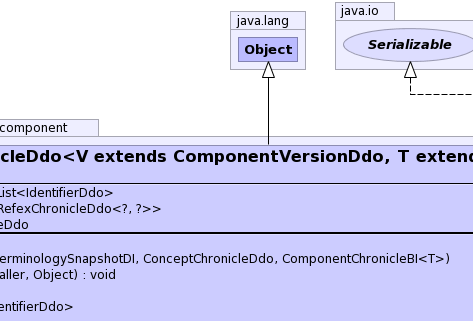 java.lang
java.io
Object
Serializable
component
cleDdo<V extends ComponentVersionDdo, T extend
List<IdentifierDdo>
RefexChronicleDdo<?, ?>>
eDdo
erminologySnapshotDI, ConceptChronicleDdo, ComponentChronicleBI<T>)
aller, Object) : void
entifierDdo>